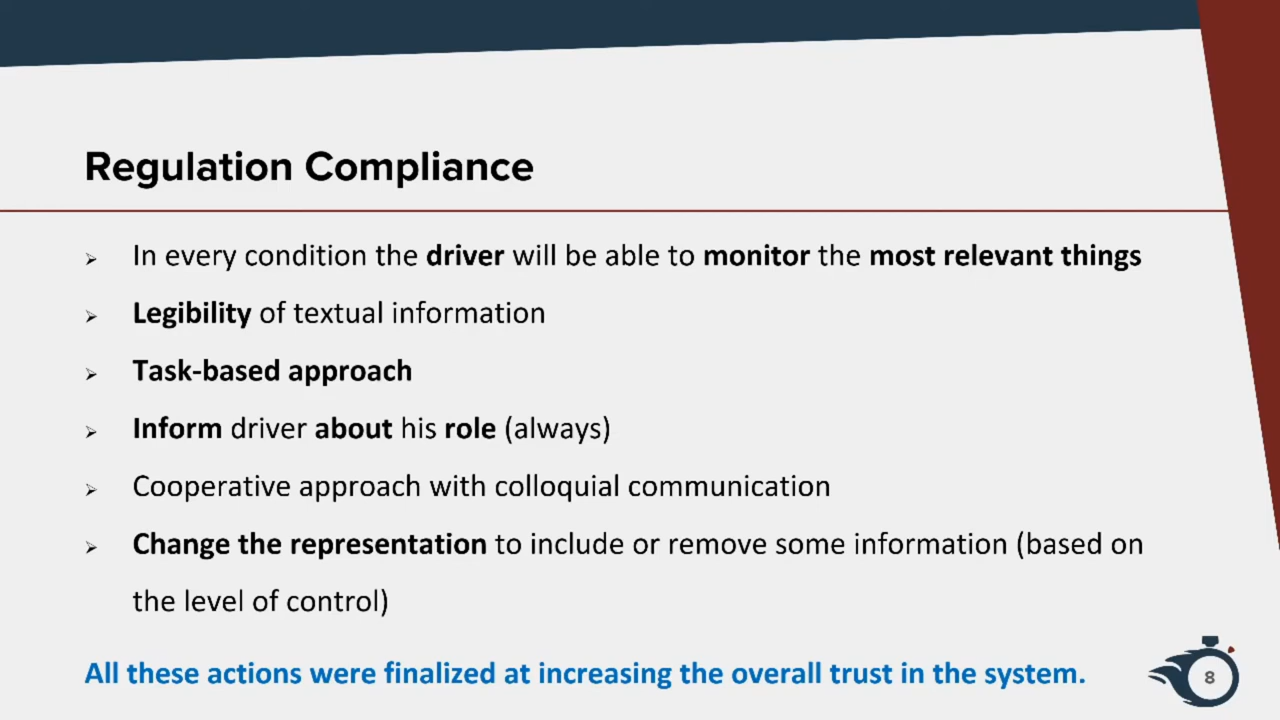 Regulation Compliance
In every condition the driver will be able to monitor the most relevant things
Legibility of textual information
Task-based approach
Inform driver about his role (always)
Cooperative approach with colloquial communication
Change the representation to include or remove some information (based on
the level of control)
All these actions were finalized at increasing the overall trust in the system.
8